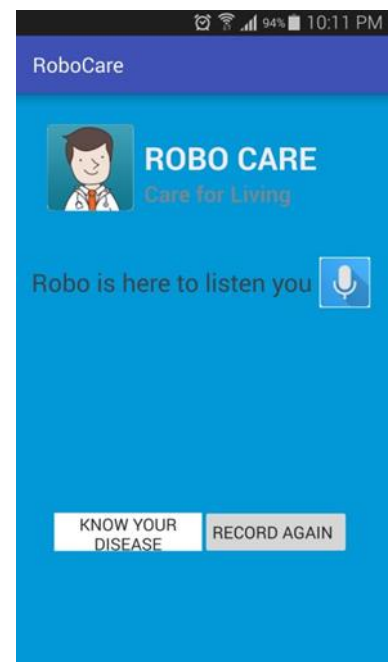 94% 10:11 PM
RoboCare
ROBO CARE
Care for Living
Robo is here to listen you
KNOW YOUR
DISEASE
RECORD AGAIN